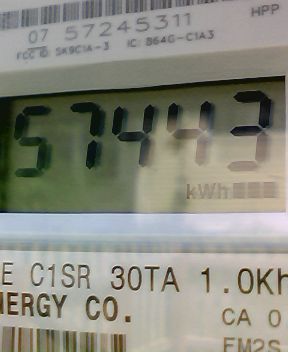 HPP
07 57245311
FCC ID: SK9C1A-3 IC: 864G-C1A3
57443
kWh
E C1SR 30TA 1.0Kh
NERGY CO.
CA 0
FM2S